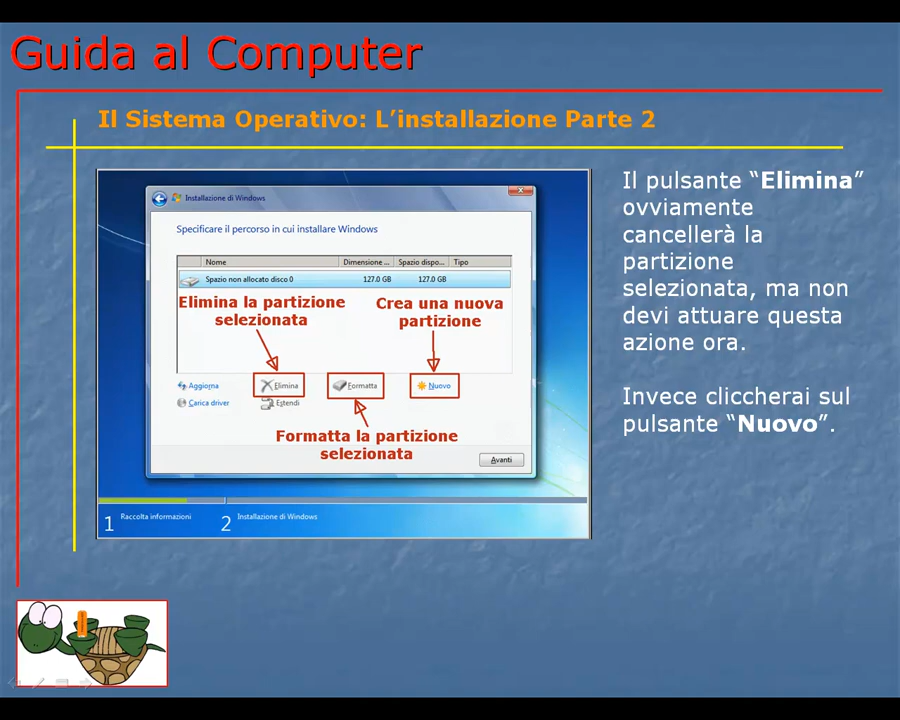 Guida al Computer
Il Sistema Operativo: L’installazione Parte 2
Installazione di Windows
Specificare il percorso in cui installare Windows
Nome Dimensione ... Spazio dispo... Tipo
Spazio non allocato disco 0 127.0 GB 127.0 GB
Elimina la partizione
selezionata
Crea una nuova
partizione
Aggiorna Elimina Formatta Nuovo
Carica driver Estendi
Formatta la partizione
selezionata
Avanti
1 Raccolta informazioni 2 Installazione di Windows
Il pulsante “Elimina”
ovviamente
cancellerà la
partizione
selezionata, ma non
devi attuare questa
azione ora.
Invece cliccherai sul
pulsante “Nuovo”.